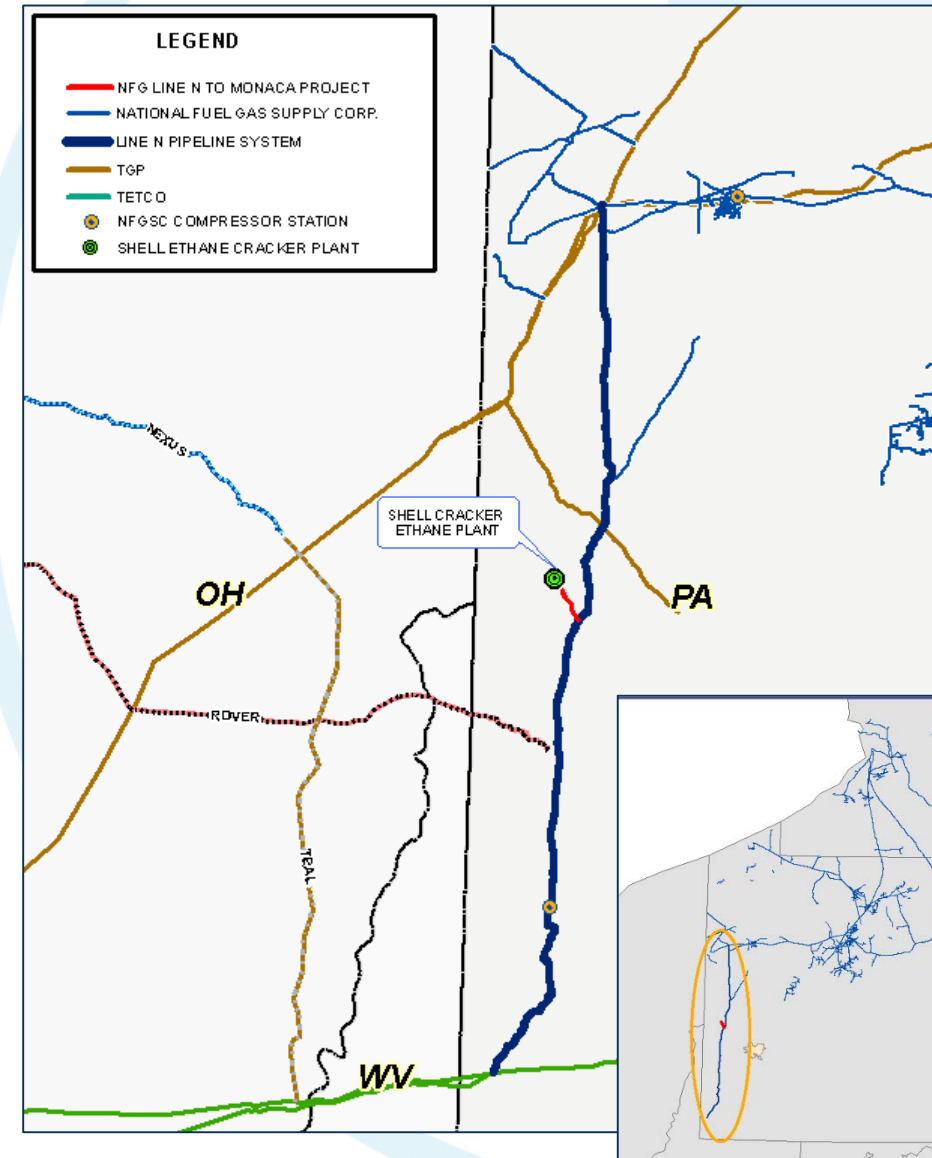 LEGEND
NFG LINE N TO MONACA PROJECT
NATIONAL FUEL GAS SUPPLY CORP.
LINE N PIPELINE SYSTEM
TGP
TETCO
NFGSC COMPRESSOR STATION
SHELL ETHANE CRACKER PLANT
NEXUS
SHELL CRACKER
ETHANE PLANT
OH
PA
ROVER
TEAL
WV